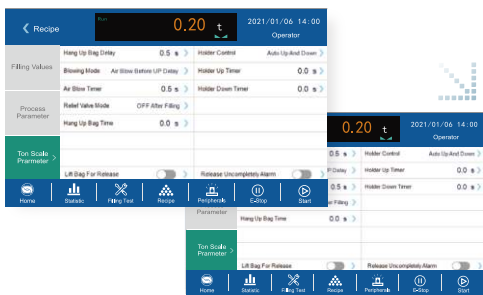 Recipe
Run
0.20 t
2021/01/06 14:00
Operator
Filling Values
Process
Parameter
Ton Scale
Prarmeter
Hang Up Bag Delay 0.5 s
Holder Control Auto Up And Down
Blowing Mode Air Blow Before UP Delay
Holder Up Timer 0.0 s
Air Blow Timer 0.5 s
Holder Down Timer 0.0 s
Relief Valve Mode OFF After Filling
Hang Up Bag Time 0.0 s
Lift Bag For Release
Release Uncompletely Alarm
Home
Statistic
Filling Test
Recipe
Peripherals
E-Stop
Start
0.20 t
2021/01/06 14:00
Operator
0.5 s
Holder Control Auto Up And Down
P Delay
Holder Up Timer 0.0 s
0.5 s
Holder Down Timer 0.0 s
er Filling
Parameter
Hang Up Bag Time 0.0 s
Ton Scale
Prarmeter
Lift Bag For Release
Release Uncompletely Alarm
Home
Statistic
Filling Test
Recipe
Peripherals
E-Stop
Start